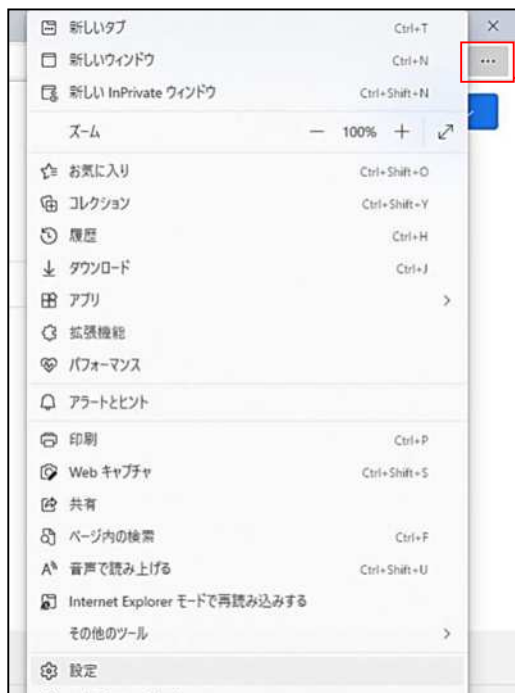 新しいタブ Ctrl+T
新しいウィンドウ Ctrl+N
新しい InPrivate ウィンドウ Ctrl+Shift+N
ズーム — 100% +
お気に入り Ctrl+Shift+O
コレクション Ctrl+Shift+Y
履歴 Ctrl+H
ダウンロード Ctrl+J
アプリ
拡張機能
パフォーマンス
アラートとヒント
印刷 Ctrl+P
Web キャプチャ Ctrl+Shift+S
共有
ページ内の検索 Ctrl+F
音声で読み上げる Ctrl+Shift+U
Internet Explorer モードで再読み込みする
その他のツール
設定